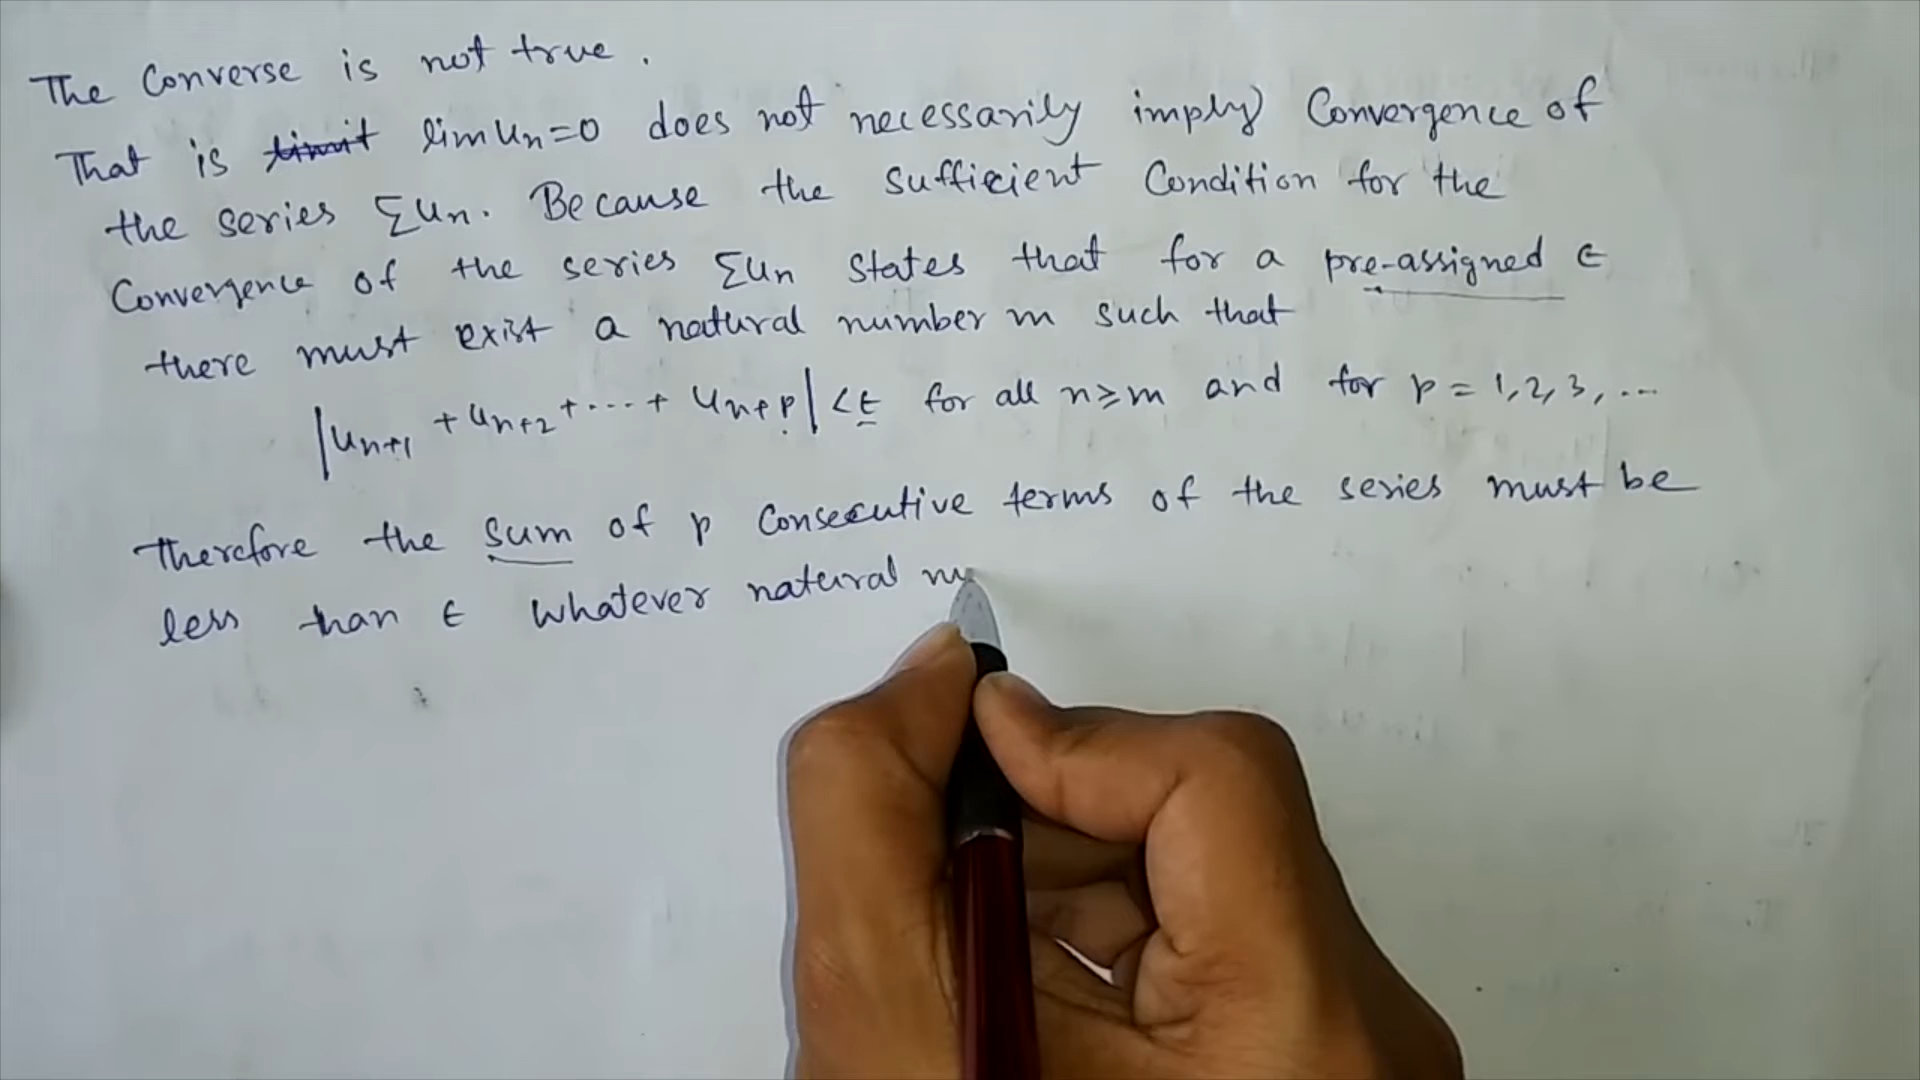 The Converse is not true.
That is limit lim un=0 does not necessarily imply Convergence of
the series Σun. Because the sufficient Condition for the
Convergence of the series Σun states that for a pre-assigned ϵ
there must exist a natural number m such that
|un+1 + un+2 + .... + un+p| < ϵ for all n ≥ m and for p = 1, 2, 3, ...
Therefore the sum of p Consecutive terms of the series must be
less than ϵ whatever natural